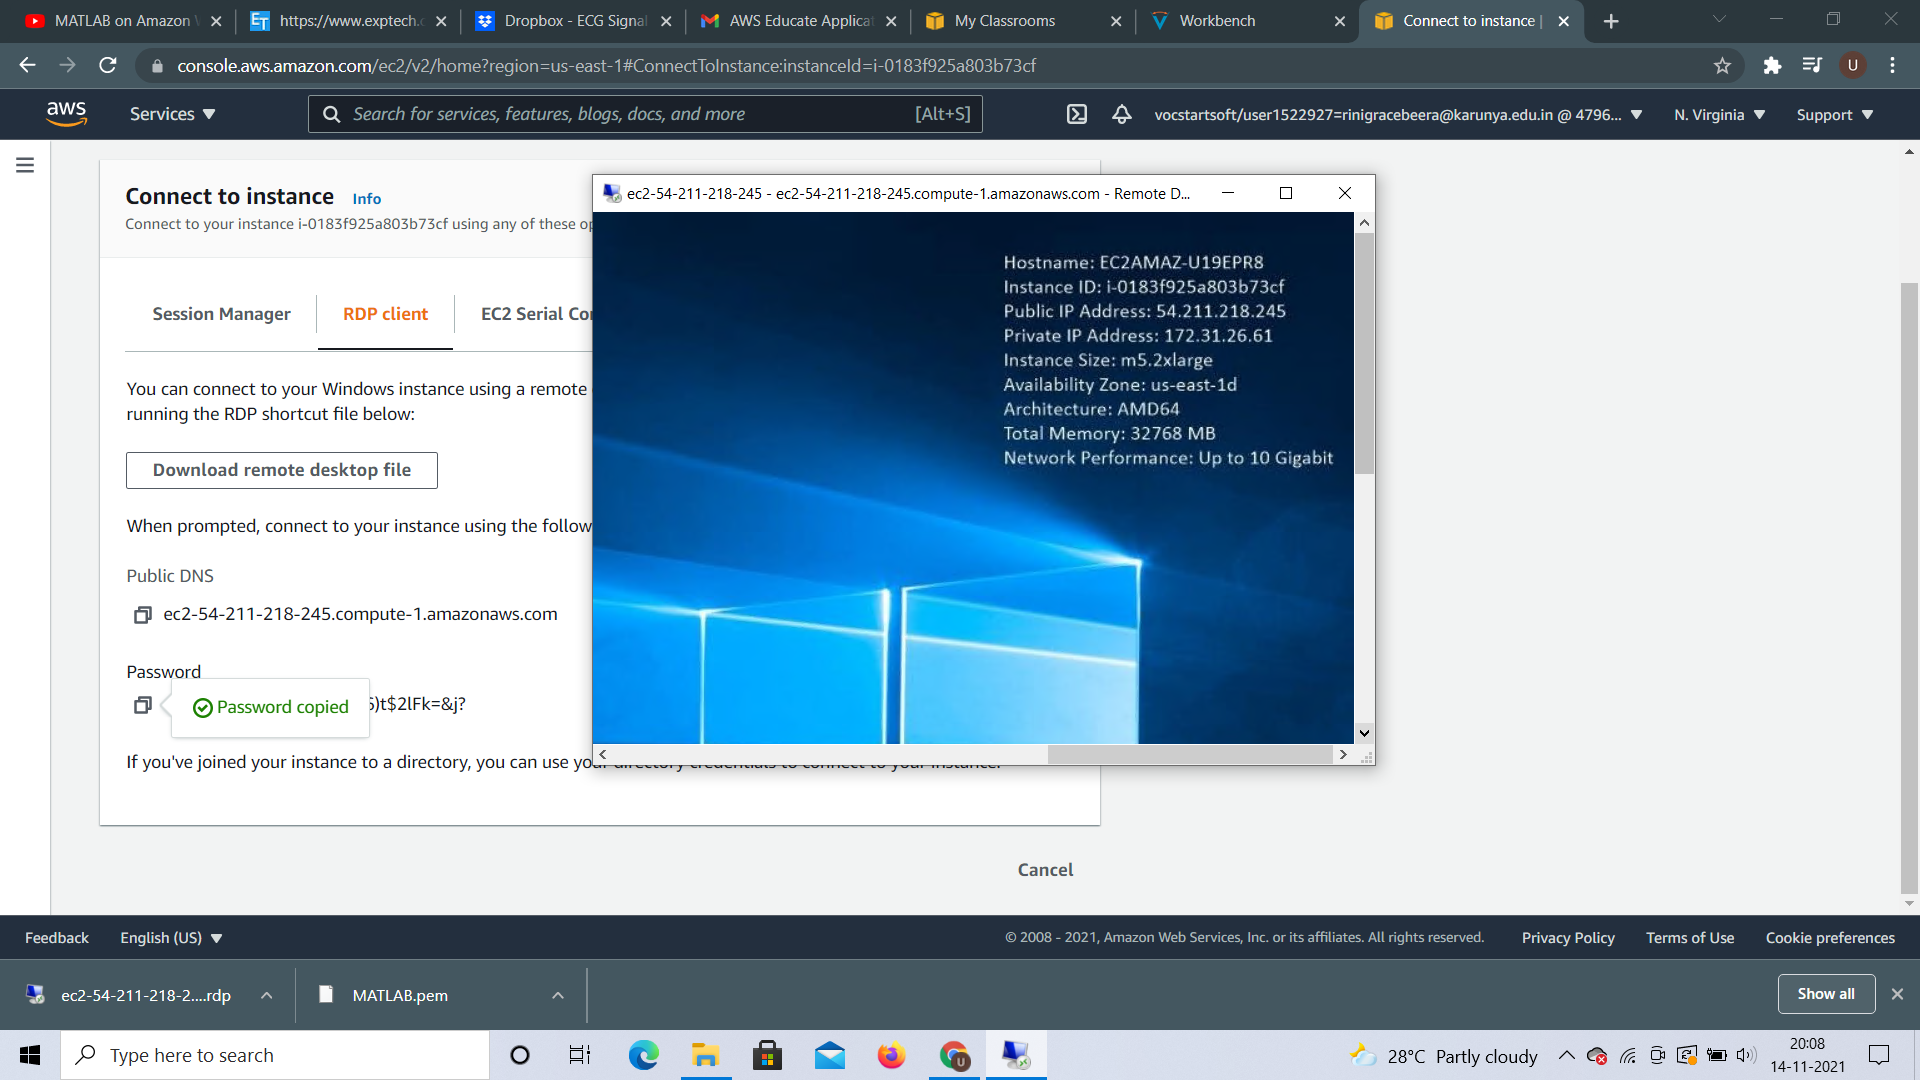 MATLAB on Amazon
https://www.exptech.
Dropbox - ECG Signal
AWS Educate Applicat
My Classrooms
Workbench
Connect to instance |
console.aws.amazon.com/ec2/v2/home?region=us-east-1#ConnectToInstance:instanceId=i-0183f925a803b73cf
U
aws
Services
Search for services, features, blogs, docs, and more
[Alt+S]
vocstartsoft/user1522927=rinigracebeera@karunya.edu.in @ 4796...
N. Virginia
Support
Connect to instance Info
Connect to your instance i-0183f925a803b73cf using any of these op
Session Manager
RDP client
EC2 Serial Co
You can connect to your Windows instance using a remote
running the RDP shortcut file below:
Download remote desktop file
When prompted, connect to your instance using the follow
Public DNS
ec2-54-211-218-245.compute-1.amazonaws.com
Password
Password copied
)t$2lFk=&j?
If you've joined your instance to a directory, you can use your directory credentials to connect to your instance.
Cancel
ec2-54-211-218-245 - ec2-54-211-218-245.compute-1.amazonaws.com - Remote D...
Hostname: EC2AMAZ-U19EPR8
Instance ID: i-0183f925a803b73cf
Public IP Address: 54.211.218.245
Private IP Address: 172.31.26.61
Instance Size: m5.2xlarge
Availability Zone: us-east-1d
Architecture: AMD64
Total Memory: 32768 MB
Network Performance: Up to 10 Gigabit
Feedback
English (US)
© 2008 - 2021, Amazon Web Services, Inc. or its affiliates. All rights reserved.
Privacy Policy
Terms of Use
Cookie preferences
ec2-54-211-218-2....rdp
MATLAB.pem
Show all
Type here to search
28°C Partly cloudy
20:08
14-11-2021